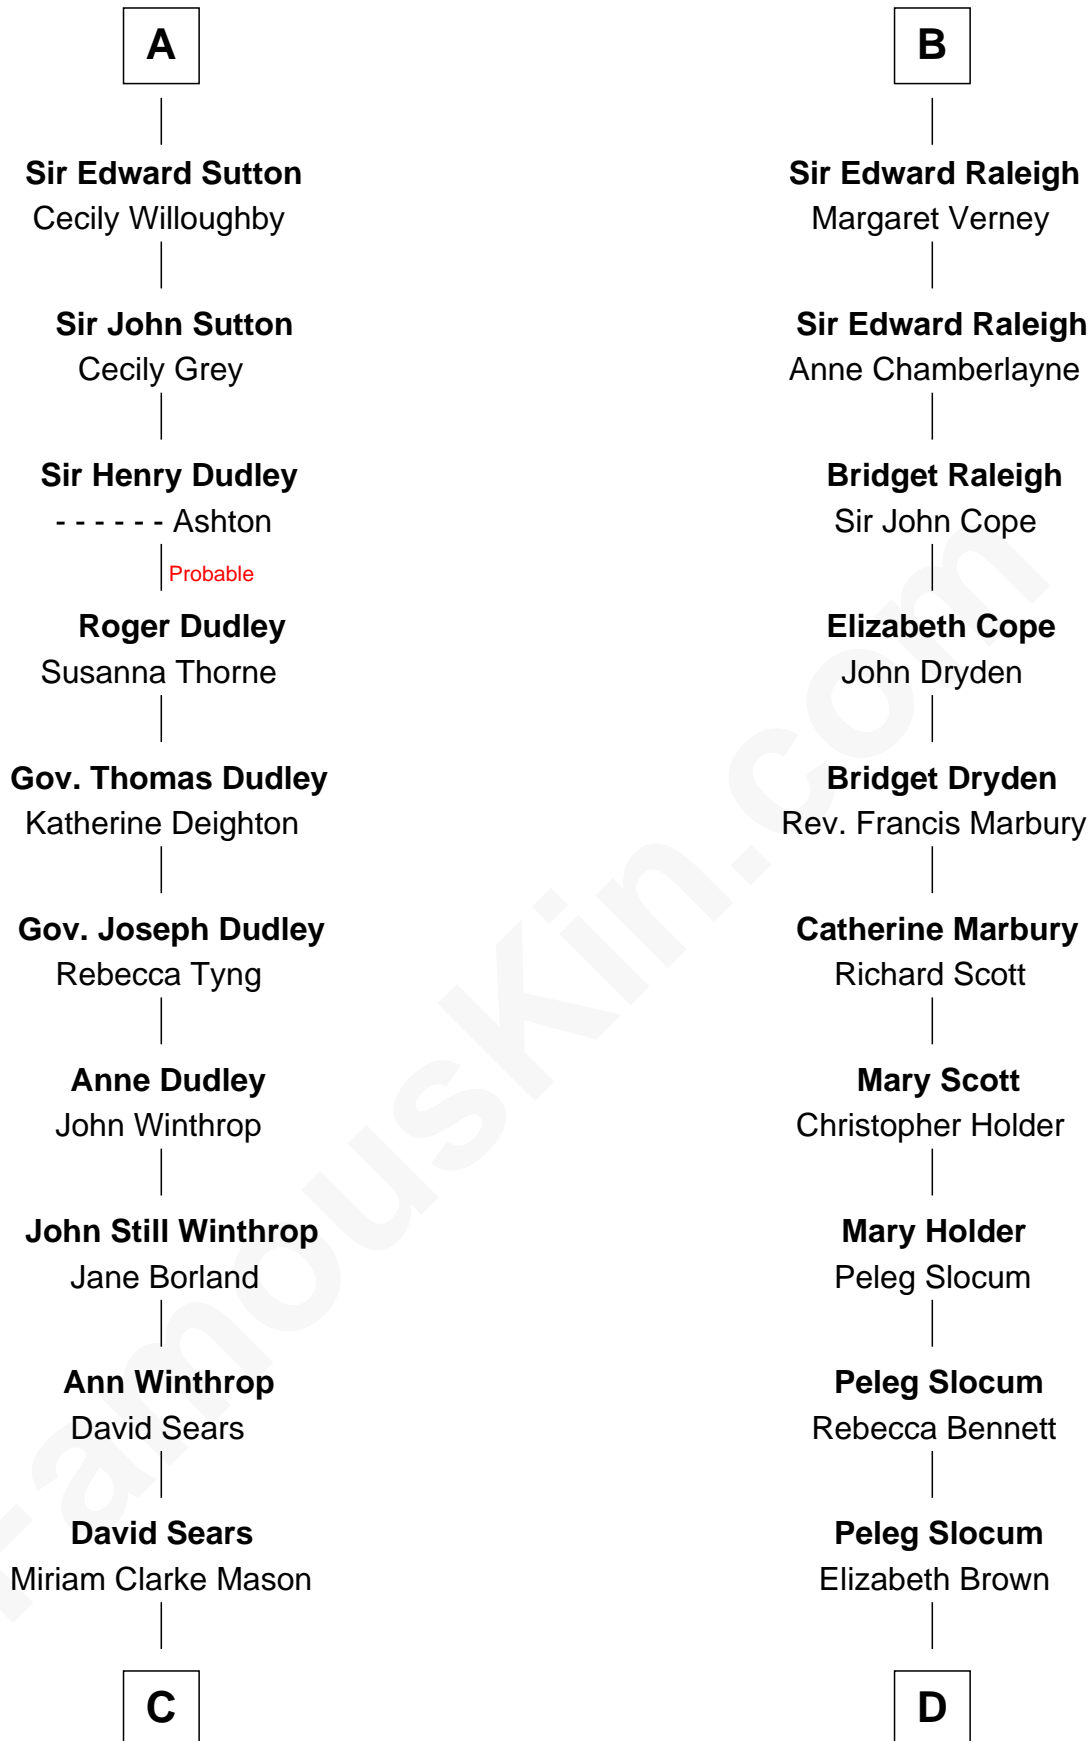 A
Sir Edward Sutton
Cecily Willoughby
Sir John Sutton
Cecily Grey
Sir Henry Dudley
- - - - - - Ashton
Probable
Roger Dudley
Susanna Thorne
Gov. Thomas Dudley
Katherine Deighton
Gov. Joseph Dudley
Rebecca Tyng
Anne Dudley
John Winthrop
John Still Winthrop
Jane Borland
Ann Winthrop
David Sears
David Sears
Miriam Clarke Mason
C
B
Sir Edward Raleigh
Margaret Verney
Sir Edward Raleigh
Anne Chamberlayne
Bridget Raleigh
Sir John Cope
Elizabeth Cope
John Dryden
Bridget Dryden
Rev. Francis Marbury
Catherine Marbury
Richard Scott
Mary Scott
Christopher Holder
Mary Holder
Peleg Slocum
Peleg Slocum
Rebecca Bennett
Peleg Slocum
Elizabeth Brown
D
FamousKin.com